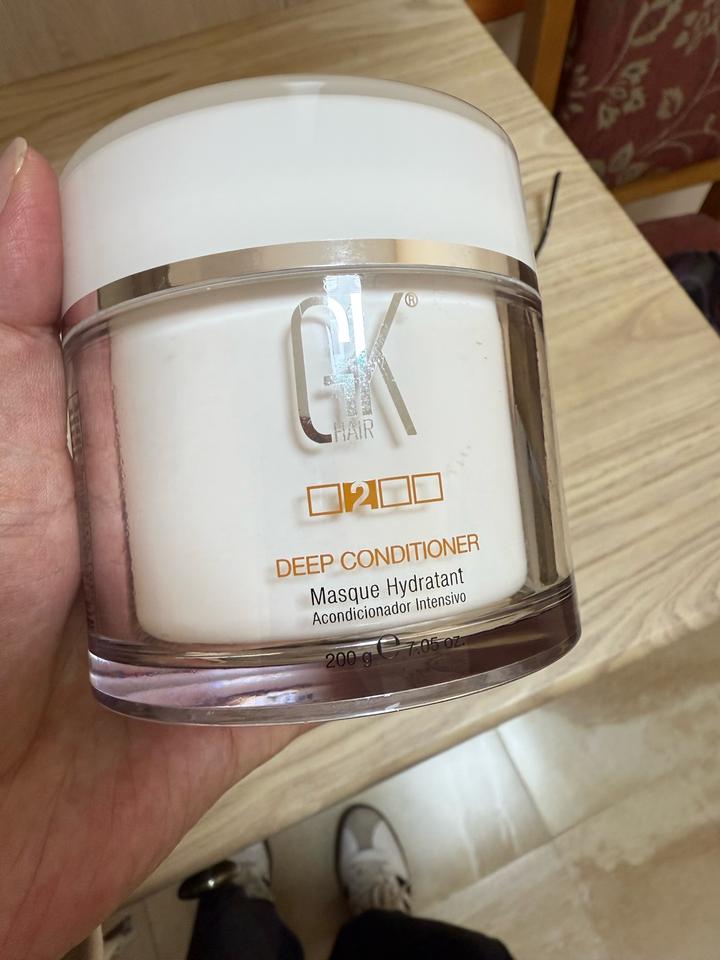 GK®
HAIR
2
DEEP CONDITIONER
Masque Hydratant
Acondicionador Intensivo
200 g e 7.05 oz.